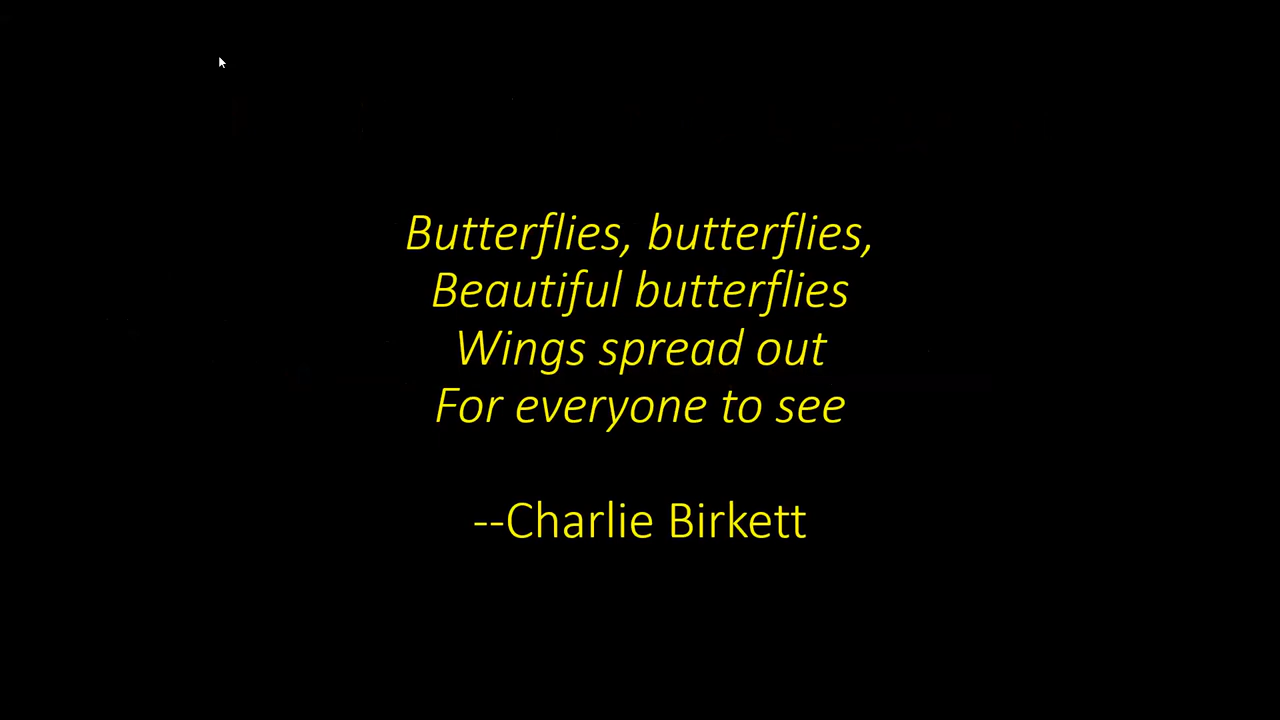 Butterflies, butterflies,
Beautiful butterflies
Wings spread out
For everyone to see
--Charlie Birkett